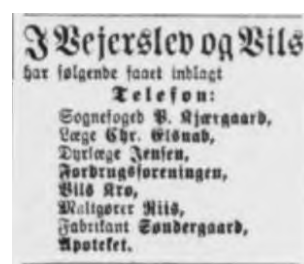 I Vejerslev og Vils
har følgende faaet indlagt
Telefon:
Sognefoged P. Kjærgaard,
Læge Chr. Elsnab,
Dyrlæge Jensen,
Forbrugsforeningen,
Vils Kro,
Maltgører Riis,
Fabrikant Søndergaard,
Apoteket.